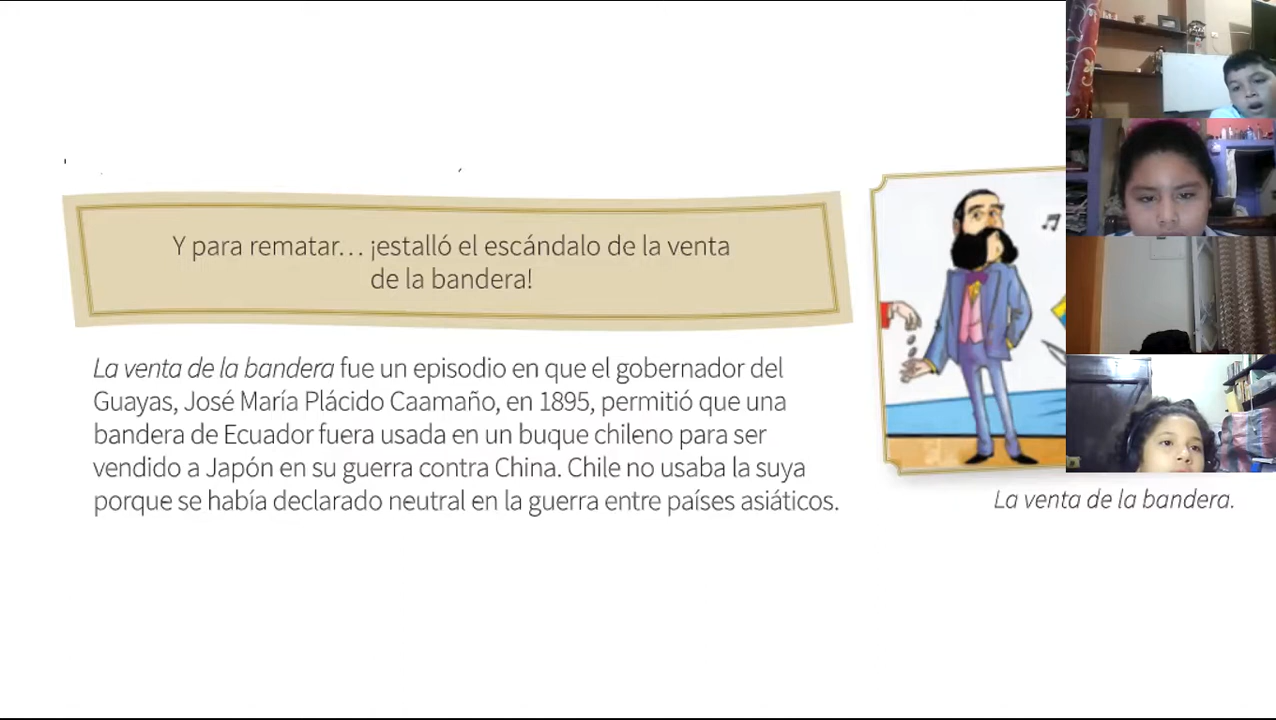 Y para rematar… ¡estalló el escándalo de la venta
de la bandera!
La venta de la bandera fue un episodio en que el gobernador del
Guayas, José María Plácido Caamaño, en 1895, permitió que una
bandera de Ecuador fuera usada en un buque chileno para ser
vendido a Japón en su guerra contra China. Chile no usaba la suya
porque se había declarado neutral en la guerra entre países asiáticos.
La venta de la bandera.